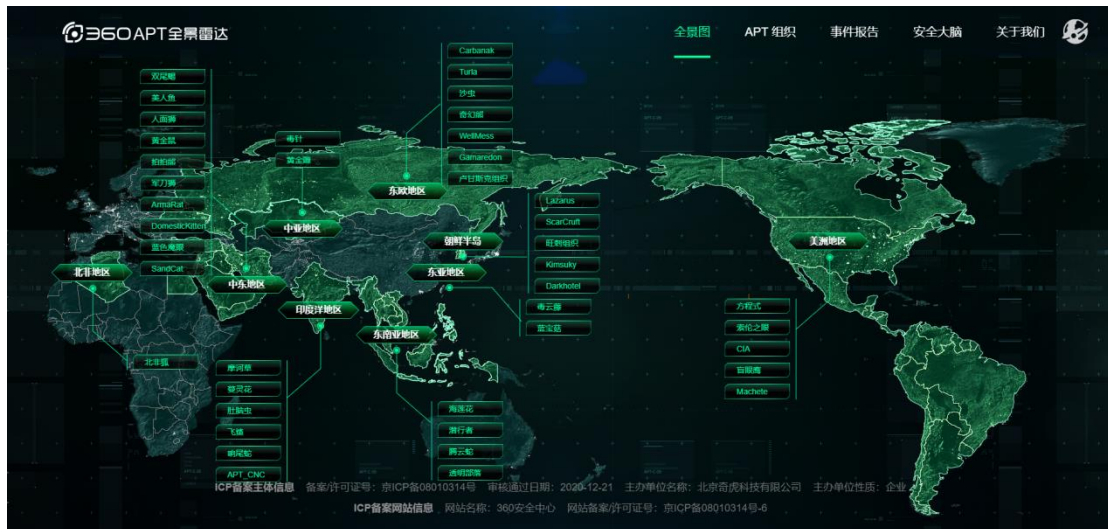 360APT全景雷达
全景图
APT 组织
事件报告
安全大脑
关于我们
双尾蝎
美人鱼
人面狮
黄金鼠
拍拍熊
军刀狮
ArmaRat
DomesticKitten
蓝色魔眼
SandCat
毒针
黄金雕
Carbanak
Turla
沙虫
奇幻熊
WellMess
Gamaredon
卢甘斯克组织
东欧地区
中亚地区
朝鲜半岛
Lazarus
ScarCruft
旺刺组织
Kimsuky
Darkhotel
美洲地区
北非地区
中东地区
东亚地区
印度洋地区
东南亚地区
毒云藤
蓝宝菇
方程式
索伦之眼
CIA
盲眼鹰
Machete
北非狐
摩诃草
蔓灵花
肚脑虫
响尾蛇
APT_CNC
海莲花
潜行者
透明部落
ICP备案主体信息 备案/许可证号：京ICP备08010314号 审核通过日期：2020-12-21 主办单位名称：北京奇虎科技有限公司 主办单位性质：企业
ICP备案网站信息 网站名称：360安全中心 网站备案/许可证号：京ICP备08010314号-6